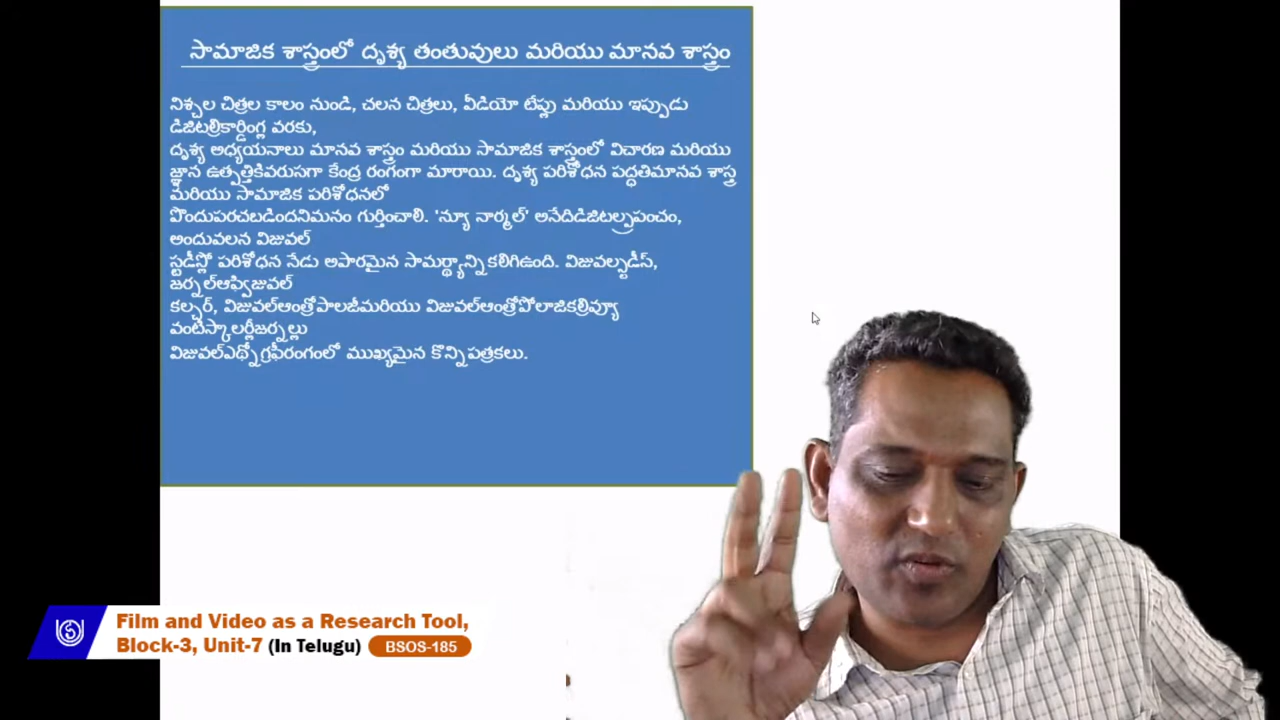 సామాజిక శాస్త్రంలో దృశ్య తంతువులు మరియు మానవ శాస్త్రం
నిశ్చల చిత్రల కాలం నుండి, చలన చిత్రలు, వీడియో టేప్లు మరియు ఇప్పుడు
డిజిటల్రికార్డింగ్ల వరకు,
దృశ్య అధ్యయనాలు మానవ శాస్త్రం మరియు సామాజిక శాస్త్రంలో విచారణ మరియు
జ్ఞాన ఉత్పత్తికివరుసగా కేంద్ర రంగంగా మారాయి. దృశ్య పరిశోధన పద్ధతిమానవ శాస్త్ర
మరియు సామాజిక పరిశోధనలో
పొందుపరచబడిందనిమనం గుర్తించాలి. 'న్యూ నార్మల్' అనేదిడిజిటల్ప్రపంచం,
అందువలన విజువల్
స్టడీస్లో పరిశోధన నేడు అపారమైన సామర్థ్యాన్నికలిగిఉంది. విజువల్స్టడీస్,
జర్నల్ఆఫ్విజువల్
కల్చర్, విజువల్ఆంత్రోపాలజీమరియు విజువల్ఆంత్రోపోలాజికల్రివ్యూ
వంటిస్కాలర్లీజర్నల్లు
విజువల్ఎథ్నోగ్రఫీరంగంలో ముఖ్యమైన కొన్నిపత్రికలు.
Film and Video as a Research Tool,
Block-3, Unit-7 (In Telugu) BSOS-185